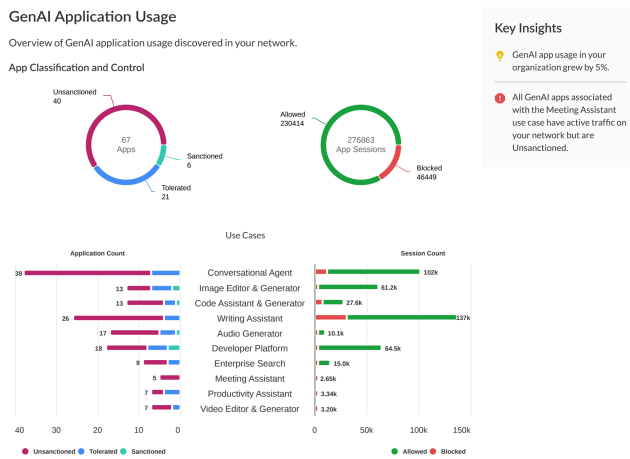 GenAI Application Usage
Overview of GenAI application usage discovered in your network.
App Classification and Control
Unsanctioned
40
67
Apps
Sanctioned
6
Tolerated
21
Allowed
230414
276863
App Sessions
Blocked
46449
Key Insights
GenAI app usage in your
organization grew by 5%.
All GenAI apps associated
with the Meeting Assistant
use case have active traffic on
your network but are
Unsanctioned.
Use Cases
Application Count
Session Count
38 Conversational Agent 102k
13 Image Editor & Generator 61.2k
13 Code Assistant & Generator 27.6k
26 Writing Assistant 137k
17 Audio Generator 10.1k
18 Developer Platform 64.5k
9 Enterprise Search 15.0k
5 Meeting Assistant 2.65k
7 Productivity Assistant 3.34k
7 Video Editor & Generator 3.20k
40 30 20 10 0 0 50k 100k 150k
Unsanctioned Tolerated Sanctioned Allowed Blocked